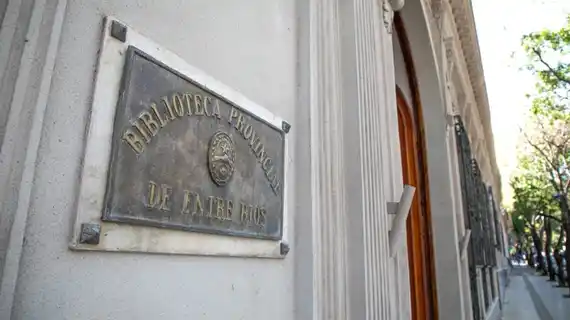 BIBLIOTECA PROVINCIAL
DE ENTRE RIOS